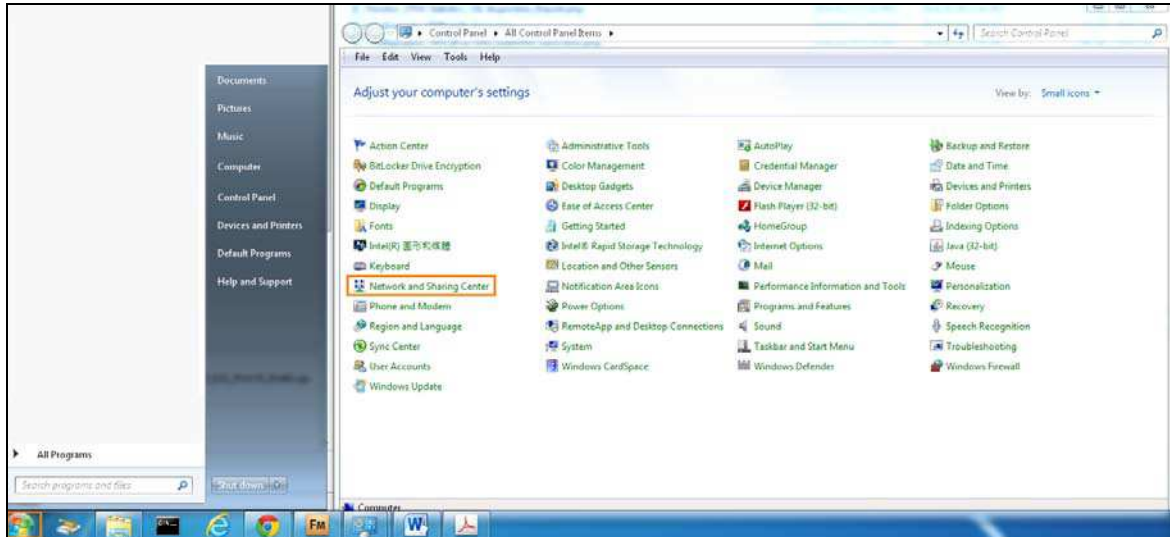 Control Panel ▸ All Control Panel Items ▸
Search Control Panel
File Edit View Tools Help
Adjust your computer's settings
View by: Small icons
Action Center
Administrative Tools
AutoPlay
Backup and Restore
BitLocker Drive Encryption
Color Management
Credential Manager
Date and Time
Default Programs
Desktop Gadgets
Device Manager
Devices and Printers
Display
Ease of Access Center
Flash Player (32-bit)
Folder Options
Fonts
Getting Started
HomeGroup
Indexing Options
Intel(R) 圖形和媒體
Intel® Rapid Storage Technology
Internet Options
Java (32-bit)
Keyboard
Location and Other Sensors
Mail
Mouse
Network and Sharing Center
Notification Area Icons
Performance Information and Tools
Personalization
Phone and Modem
Power Options
Programs and Features
Recovery
Region and Language
RemoteApp and Desktop Connections
Sound
Speech Recognition
Sync Center
System
Taskbar and Start Menu
Troubleshooting
User Accounts
Windows CardSpace
Windows Defender
Windows Firewall
Windows Update
Documents
Pictures
Music
Computer
Control Panel
Devices and Printers
Default Programs
Help and Support
All Programs
Search programs and files
Shut down
Computer
FM
W